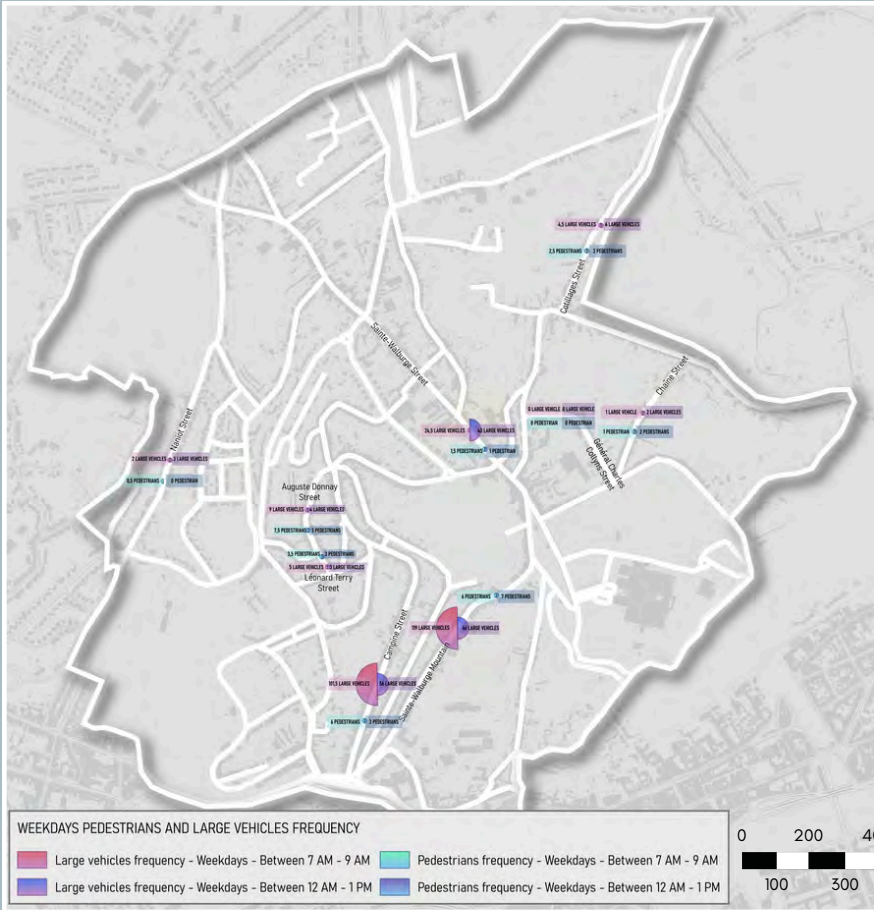 4,5 LARGE VEHICLES 4 LARGE VEHICLES
2,5 PEDESTRIANS 3 PEDESTRIANS
Cotillages Street
Sainte-Walburge Street
Chaîne Street
0 LARGE VEHICLE 0 LARGE VEHICLE
0 PEDESTRIAN 0 PEDESTRIAN
1 LARGE VEHICLE 2 LARGE VEHICLES
1 PEDESTRIAN 2 PEDESTRIANS
Général Charles
Collyns Street
24,5 LARGE VEHICLES 40 LARGE VEHICLES
1,5 PEDESTRIANS 1 PEDESTRIAN
Naniot Street
2 LARGE VEHICLES 3 LARGE VEHICLES
0,5 PEDESTRIANS 0 PEDESTRIAN
Auguste Donnay
Street
9 LARGE VEHICLES LARGE VEHICLES
7,5 PEDESTRIANS PEDESTRIANS
3,5 PEDESTRIANS 3 PEDESTRIANS
5 LARGE VEHICLES LARGE VEHICLES
Léonard Terry
Street
6 PEDESTRIANS 7 PEDESTRIANS
119 LARGE VEHICLES LARGE VEHICLES
Campine Street
Sainte-Walburge Mountain
101,5 LARGE VEHICLES 56 LARGE VEHICLES
6 PEDESTRIANS 3 PEDESTRIANS
WEEKDAYS PEDESTRIANS AND LARGE VEHICLES FREQUENCY
Large vehicles frequency - Weekdays - Between 7 AM - 9 AM
Pedestrians frequency - Weekdays - Between 7 AM - 9 AM
Large vehicles frequency - Weekdays - Between 12 AM - 1 PM
Pedestrians frequency - Weekdays - Between 12 AM - 1 PM
0 200
100 300